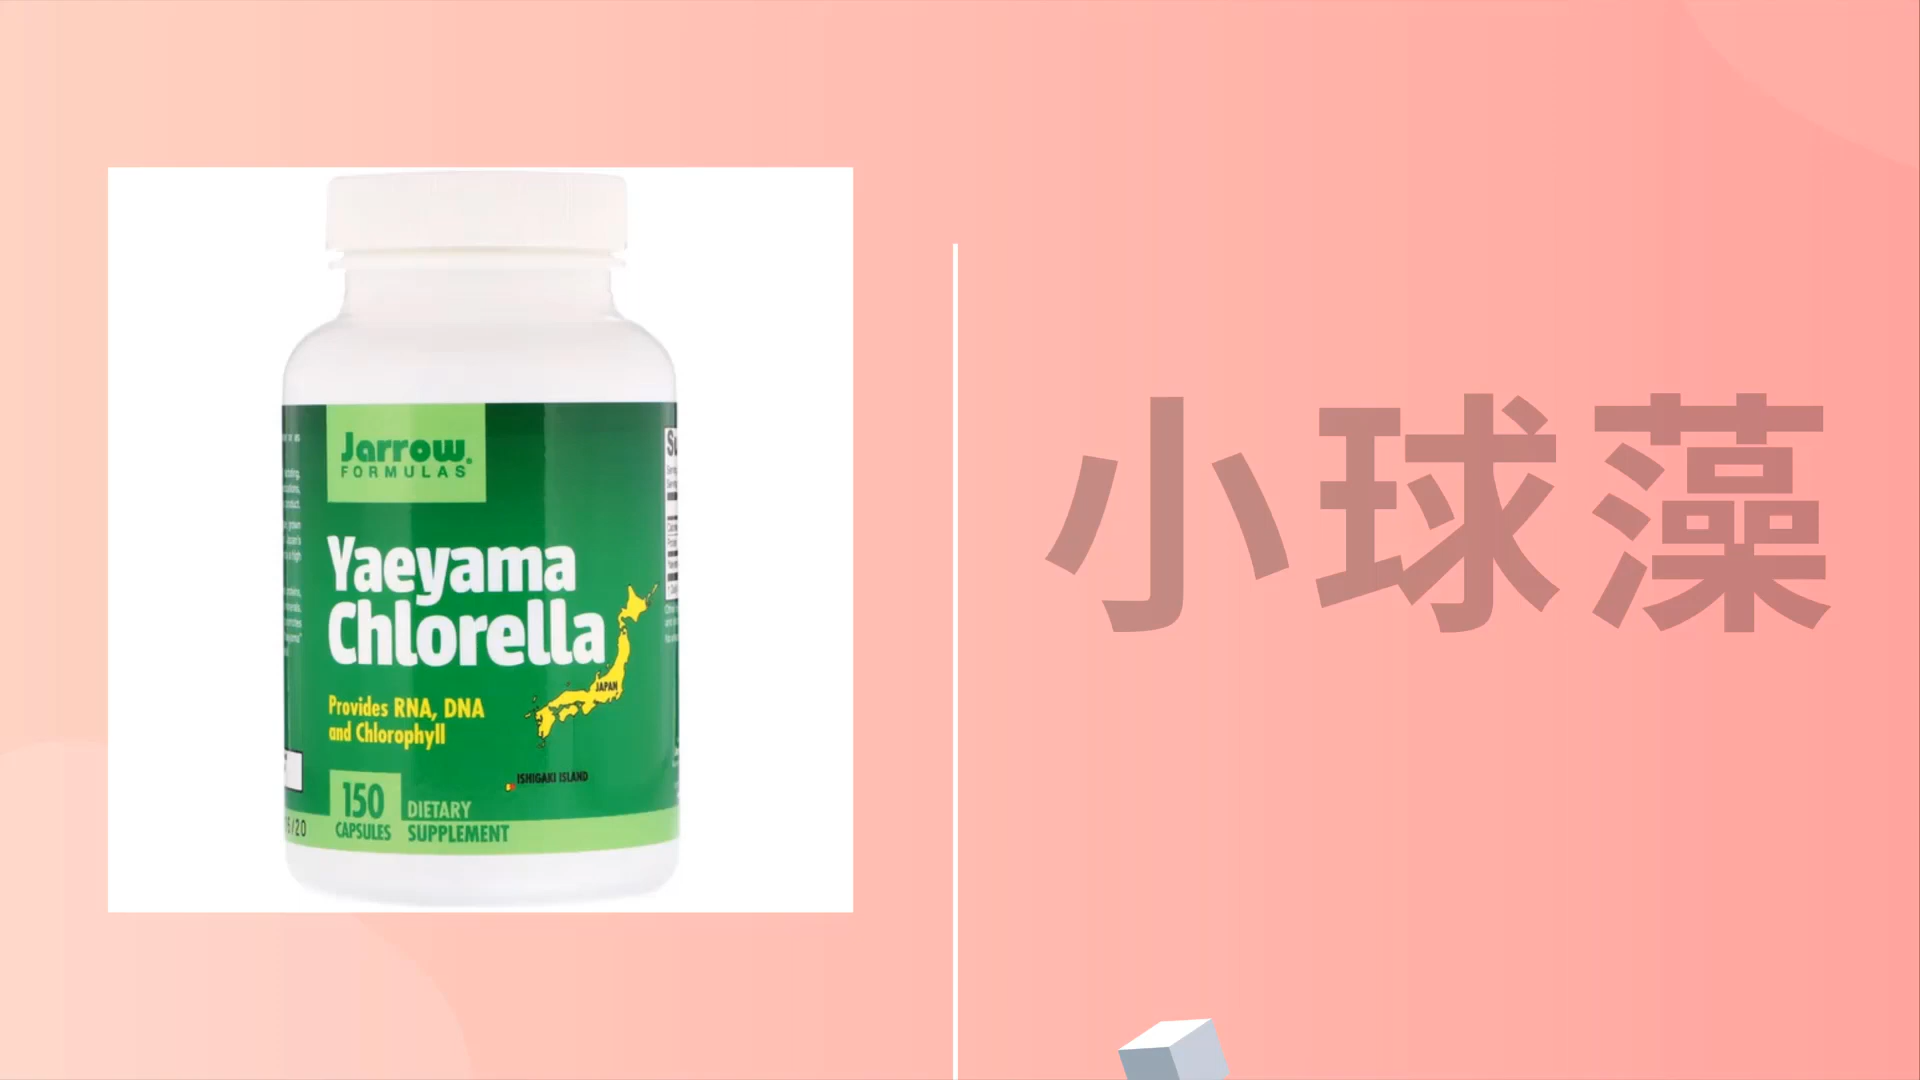 Jarrow
FORMULAS
Yaeyama
Chlorella
JAPAN
Provides RNA, DNA
and Chlorophyll
ISHIGAKI ISLAND
150
CAPSULES
DIETARY
SUPPLEMENT
小球藻